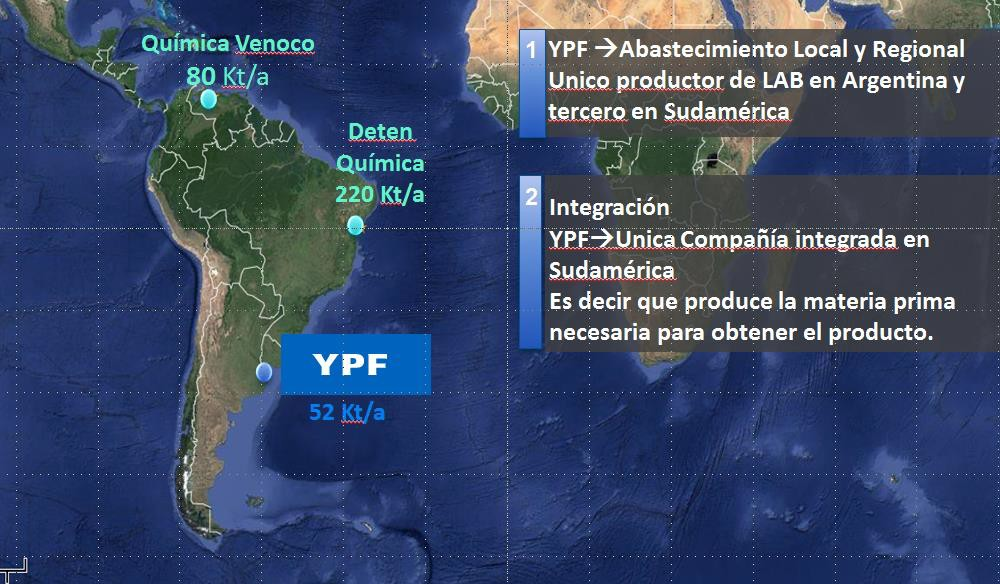 Química Venoco
80 Kt/a
Deten
Química
220 Kt/a
YPF
52 Kt/a
1
YPF →Abastecimiento Local y Regional
Unico productor de LAB en Argentina y
tercero en Sudamérica
2
Integración
YPF→Unica Compañía integrada en
Sudamérica
Es decir que produce la materia prima
necesaria para obtener el producto.